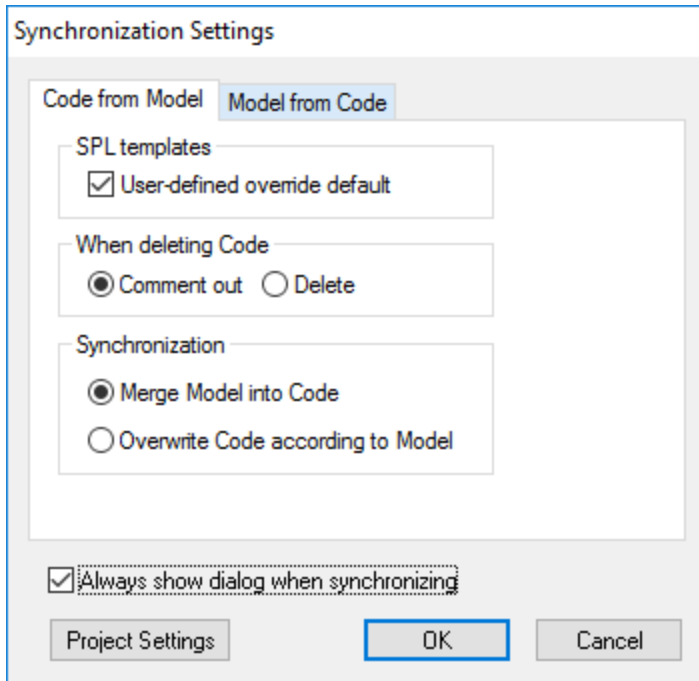 Synchronization Settings
Code from Model Model from Code
SPL templates
User-defined override default
When deleting Code
Comment out Delete
Synchronization
Merge Model into Code
Overwrite Code according to Model
Always show dialog when synchronizing
Project Settings OK Cancel